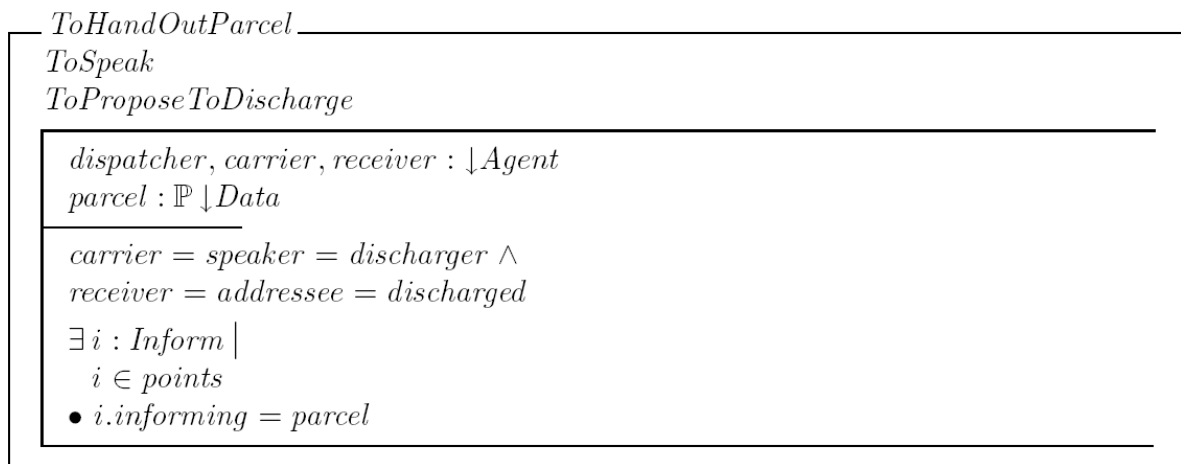 ToHandOutParcel
ToSpeak
ToProposeToDischarge
dispatcher, carrier, receiver : ↓Agent
parcel : ℙ ↓Data
carrier = speaker = discharger ∧
receiver = addressee = discharged
∃ i : Inform |
i ∈ points
• i.informing = parcel